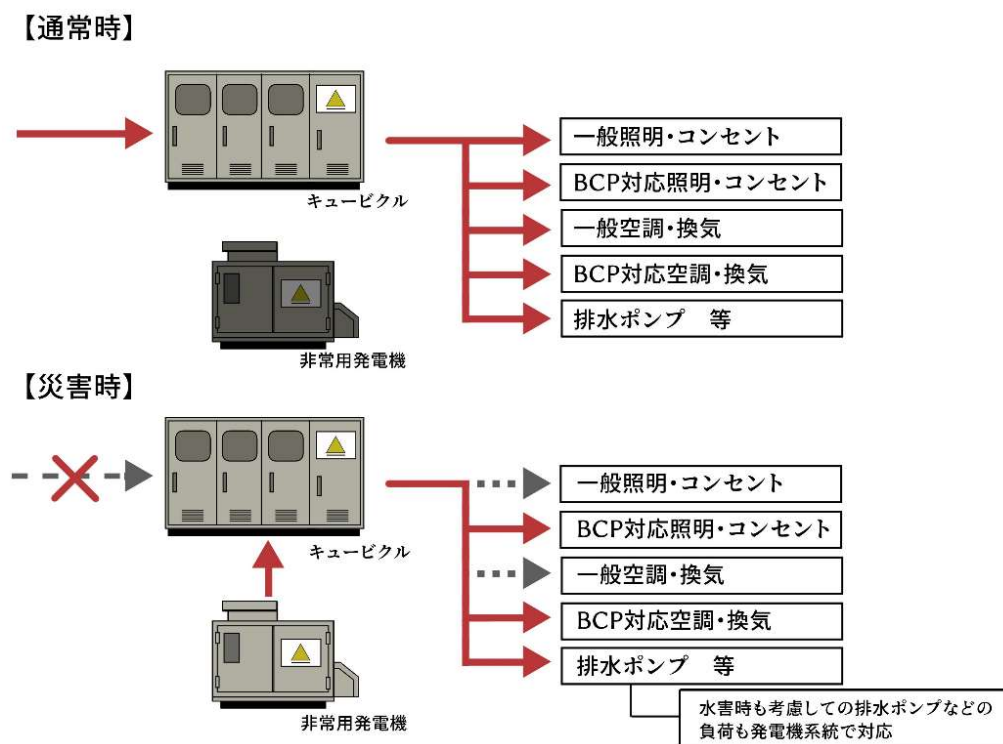 【通常時】
キュービクル
非常用発電機
一般照明・コンセント
BCP対応照明・コンセント
一般空調・換気
BCP対応空調・換気
排水ポンプ　等
【災害時】
キュービクル
非常用発電機
一般照明・コンセント
BCP対応照明・コンセント
一般空調・換気
BCP対応空調・換気
排水ポンプ　等
水害時も考慮しての排水ポンプなどの
負荷も発電機系統で対応